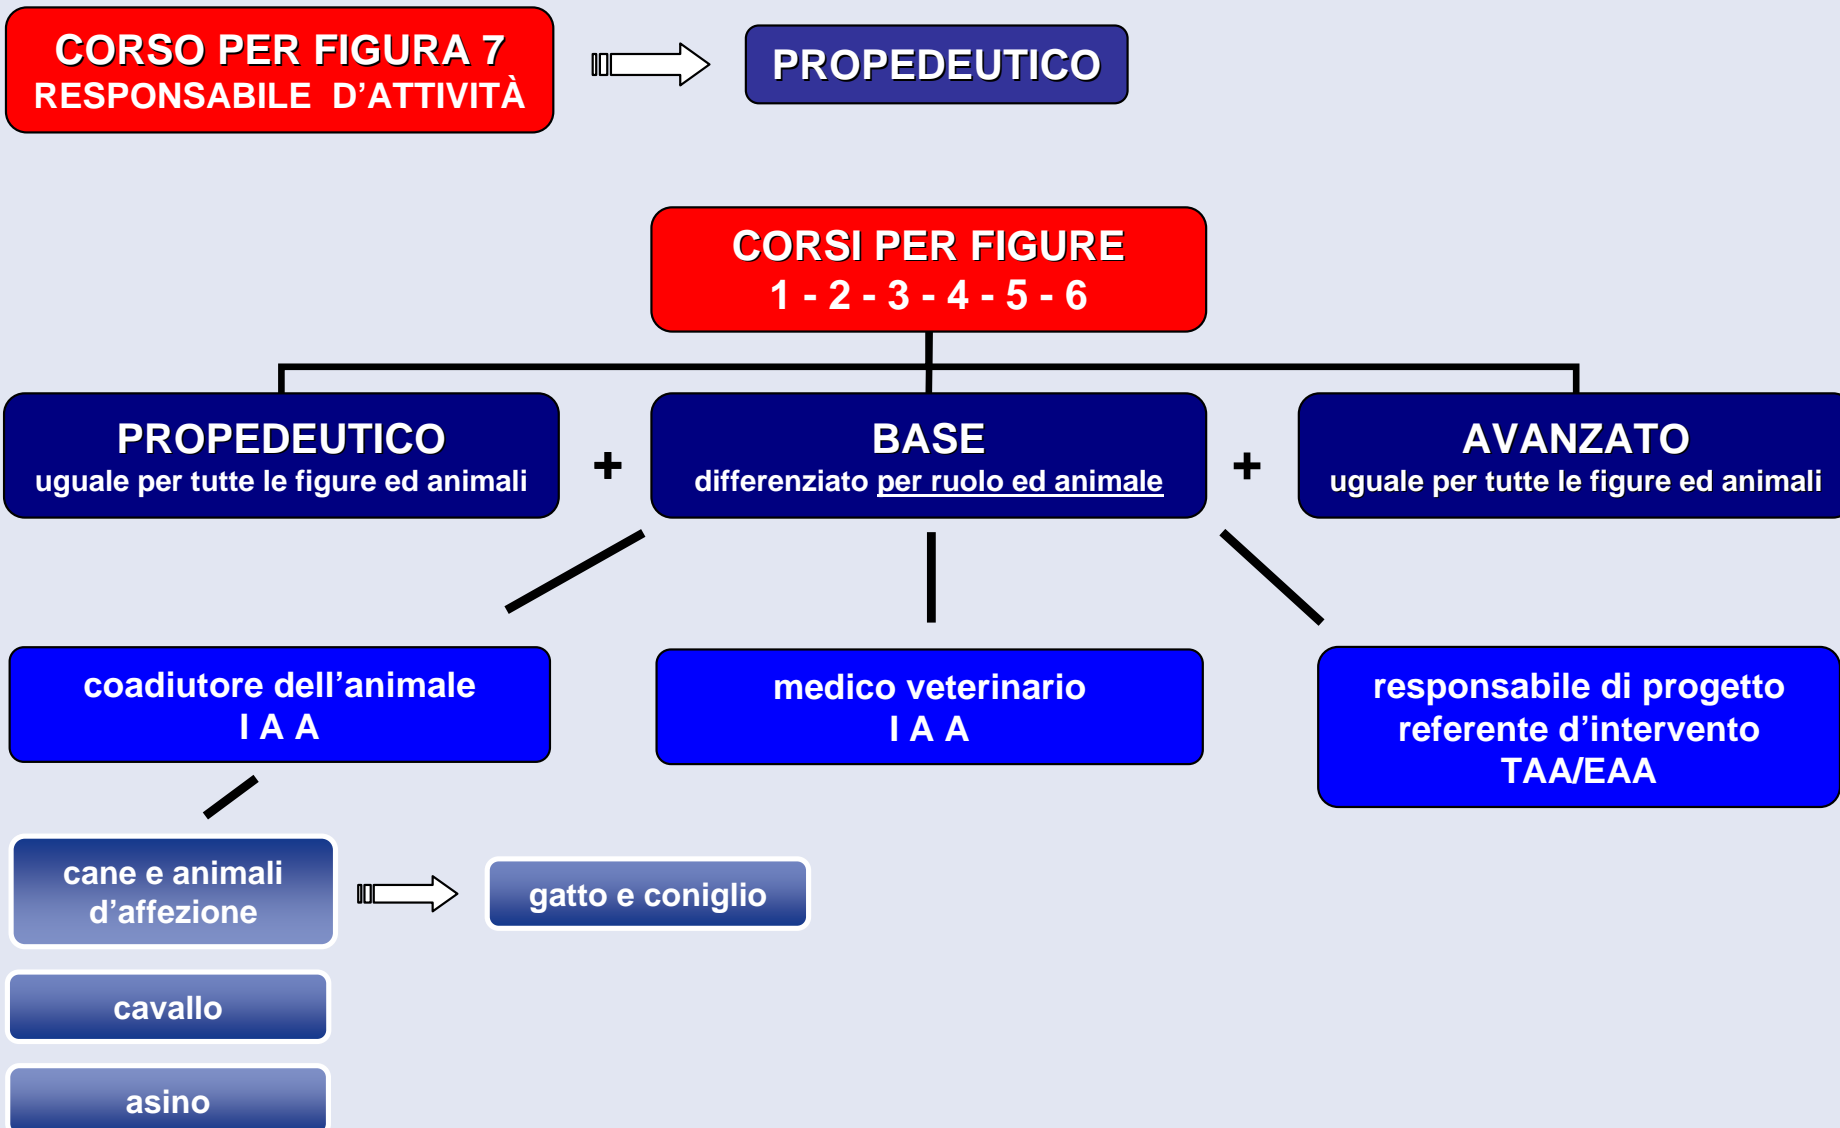 CORSO PER FIGURA 7
RESPONSABILE D’ATTIVITÀ
PROPEDEUTICO
CORSI PER FIGURE
1 - 2 - 3 - 4 - 5 - 6
PROPEDEUTICO
uguale per tutte le figure ed animali
+
BASE
differenziato per ruolo ed animale
+
AVANZATO
uguale per tutte le figure ed animali
coadiutore dell’animale
I A A
medico veterinario
I A A
responsabile di progetto
referente d’intervento
TAA/EAA
cane e animali
d’affezione
gatto e coniglio
cavallo
asino